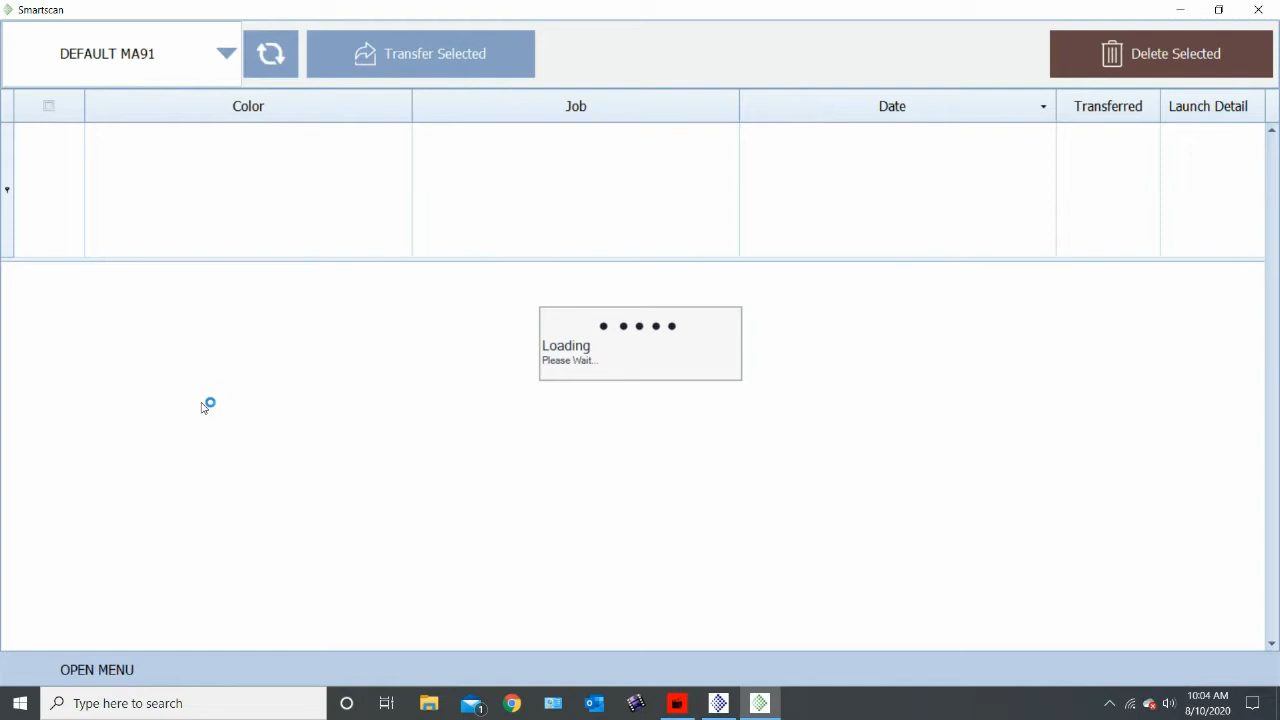 Smartscan
DEFAULT MA91
Transfer Selected
Delete Selected
Color
Job
Date
Transferred
Launch Detail
Loading
Please Wait...
OPEN MENU
Type here to search
1
10:04 AM
8/10/2020